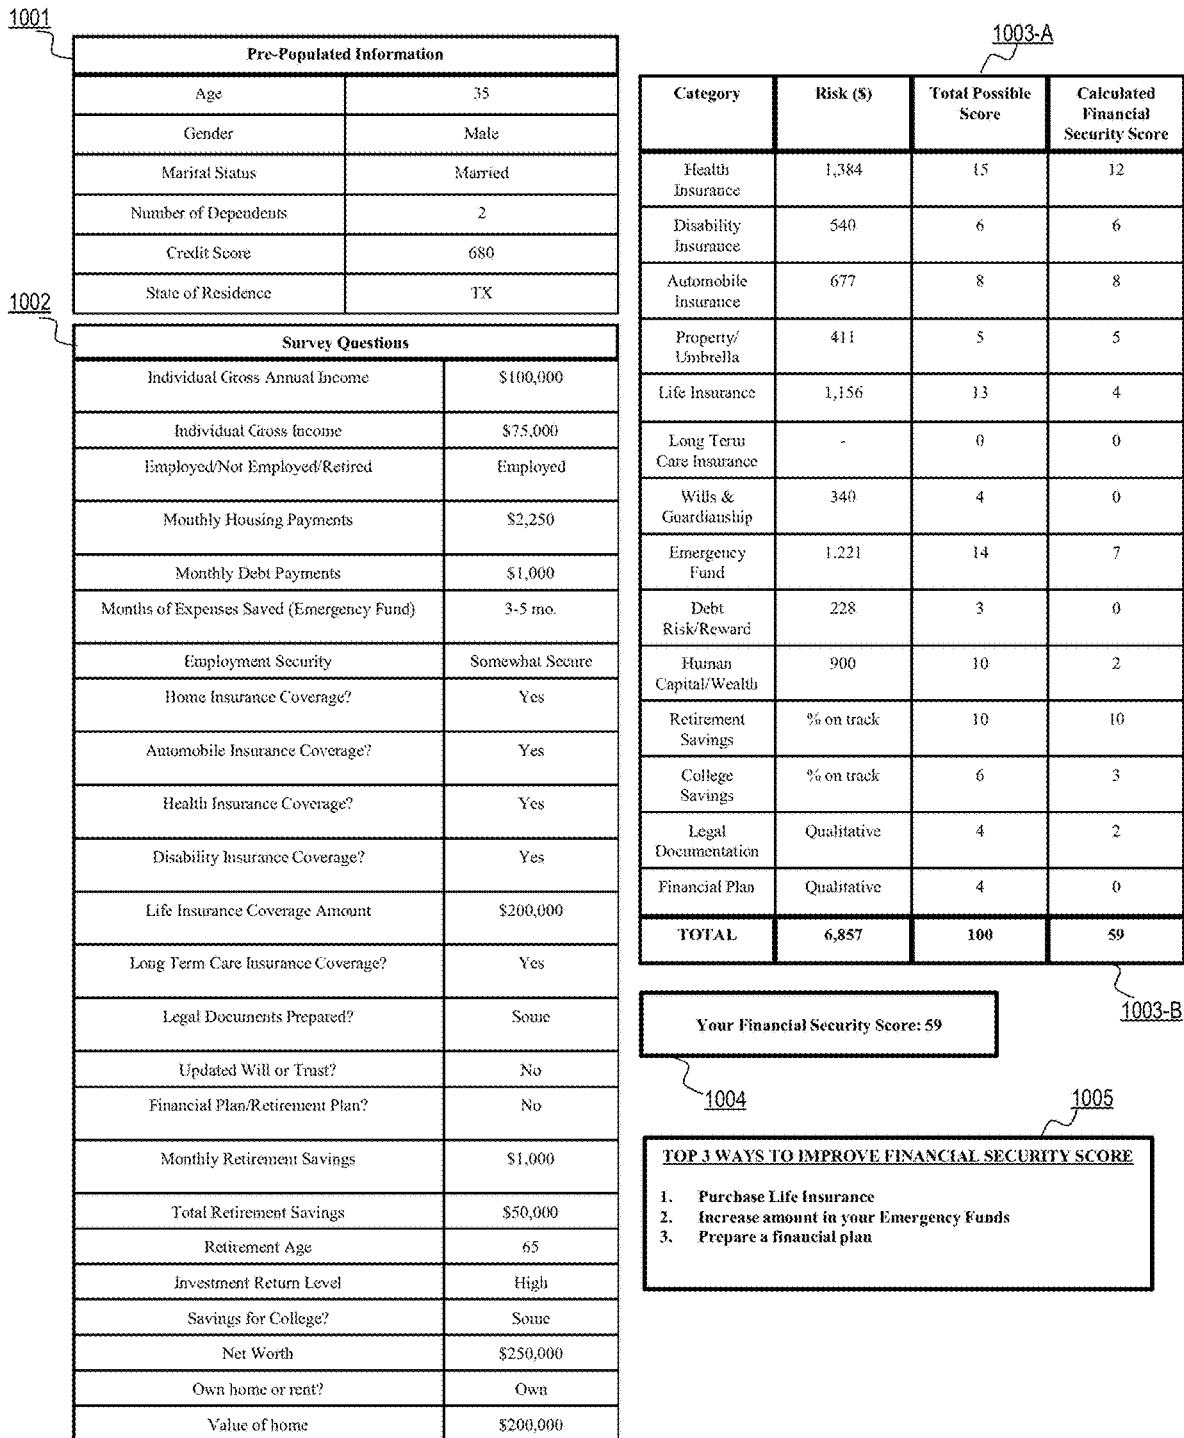 1001
Pre-Populated Information
Age 35
Gender Male
Marital Status Married
Number of Dependents 2
Credit Score 680
State of Residence TX
1002
Survey Questions
Individual Gross Annual Income $100,000
Individual Gross Income $75,000
Employed/Not Employed/Retired Employed
Monthly Housing Payments $2,250
Monthly Debt Payments $1,000
Months of Expenses Saved (Emergency Fund) 3-5 mo.
Employment Security Somewhat Secure
Home Insurance Coverage? Yes
Automobile Insurance Coverage? Yes
Health Insurance Coverage? Yes
Disability Insurance Coverage? Yes
Life Insurance Coverage Amount $200,000
Long Term Care Insurance Coverage? Yes
Legal Documents Prepared? Some
Updated Will or Trust? No
Financial Plan/Retirement Plan? No
Monthly Retirement Savings $1,000
Total Retirement Savings $50,000
Retirement Age 65
Investment Return Level High
Savings for College? Some
Net Worth $250,000
Own home or rent? Own
Value of home $200,000
1003-A
Category Risk ($) Total Possible Calculated
Score Financial
Security Score
Health 1,384 15 12
Insurance
Disability 540 6 6
Insurance
Automobile 677 8 8
Insurance
Property/ 411 5 5
Umbrella
Life Insurance 1,156 13 4
Long Term - 0 0
Care Insurance
Wills & 340 4 0
Guardianship
Emergency 1.221 14 7
Fund
Debt 228 3 0
Risk/Reward
Human 900 10 2
Capital/Wealth
Retirement % on track 10 10
Savings
College % on track 6 3
Savings
Legal Qualitative 4 2
Documentation
Financial Plan Qualitative 4 0
TOTAL 6,857 100 59
1003-B
Your Financial Security Score: 59
1004
1005
TOP 3 WAYS TO IMPROVE FINANCIAL SECURITY SCORE
1. Purchase Life Insurance
2. Increase amount in your Emergency Funds
3. Prepare a financial plan